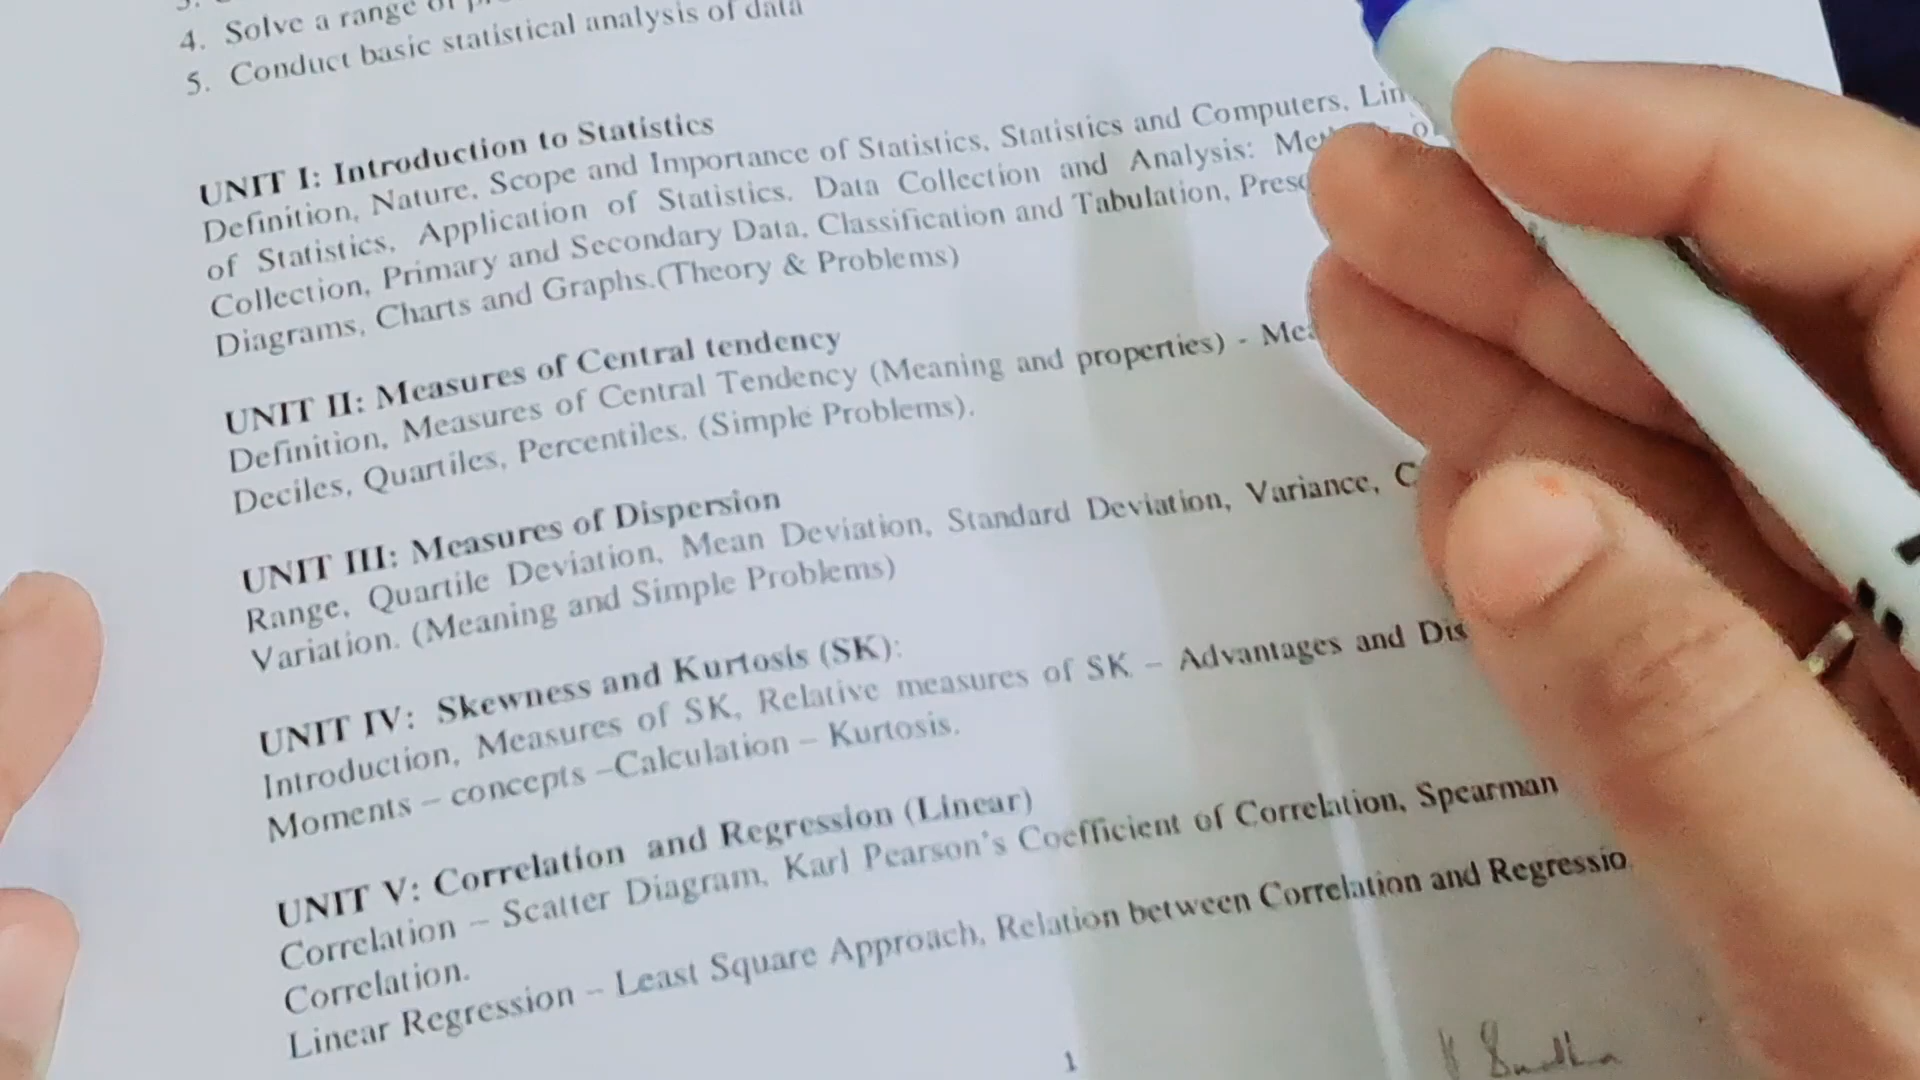 4. Solve a range of
5. Conduct basic statistical analysis of data
UNIT I: Introduction to Statistics
Definition, Nature, Scope and Importance of Statistics, Statistics and Computers, Lim
of Statistics, Application of Statistics. Data Collection and Analysis: Meth
Collection, Primary and Secondary Data, Classification and Tabulation, Prese
Diagrams, Charts and Graphs.(Theory & Problems)
UNIT II: Measures of Central tendency
Definition, Measures of Central Tendency (Meaning and properties) - Mea
Deciles, Quartiles, Percentiles. (Simple Problems).
UNIT III: Measures of Dispersion
Range, Quartile Deviation, Mean Deviation, Standard Deviation, Variance, C
Variation. (Meaning and Simple Problems)
UNIT IV: Skewness and Kurtosis (SK):
Introduction, Measures of SK, Relative measures of SK – Advantages and Dis
Moments – concepts –Calculation – Kurtosis.
UNIT V: Correlation and Regression (Linear)
Correlation – Scatter Diagram, Karl Pearson's Coefficient of Correlation, Spearman
Correlation.
Linear Regression – Least Square Approach, Relation between Correlation and Regressio
1